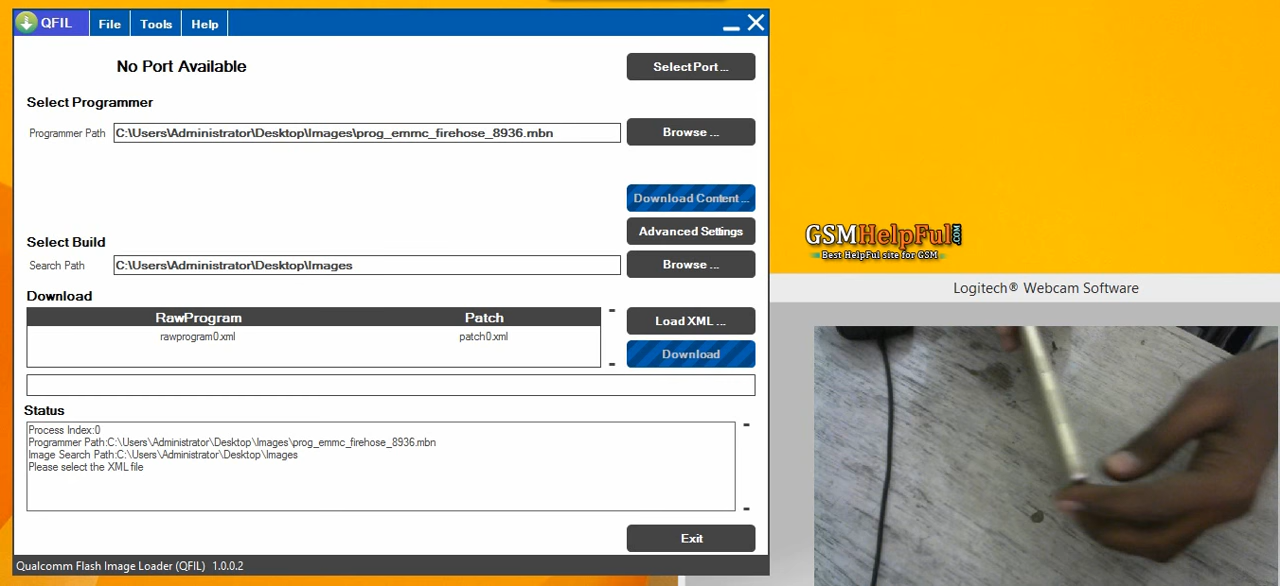 QFIL File Tools Help
No Port Available Select Port ...
Select Programmer
Programmer Path C:\Users\Administrator\Desktop\Images\prog_emmc_firehose_8936.mbn Browse ...
Download Content ...
Advanced Settings
Select Build
Search Path C:\Users\Administrator\Desktop\Images Browse ...
Download
RawProgram Patch
rawprogram0.xml patch0.xml
Load XML ...
Download
Status
Process Index:0
Programmer Path:C:\Users\Administrator\Desktop\Images\prog_emmc_firehose_8936.mbn
Image Search Path:C:\Users\Administrator\Desktop\Images
Please select the XML file
Exit
Qualcomm Flash Image Loader (QFIL) 1.0.0.2
GSMHelpFul.COM
Best HelpFul site for GSM
Logitech® Webcam Software